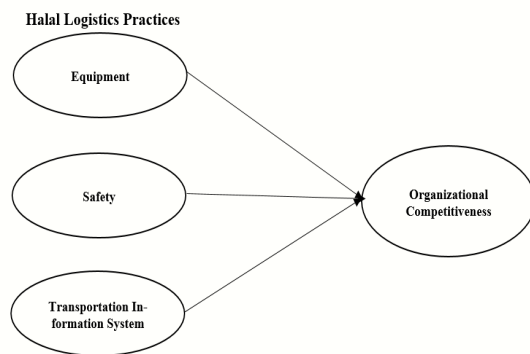 Halal Logistics Practices
Equipment
Safety
Organizational
Competitiveness
Transportation In-
formation System